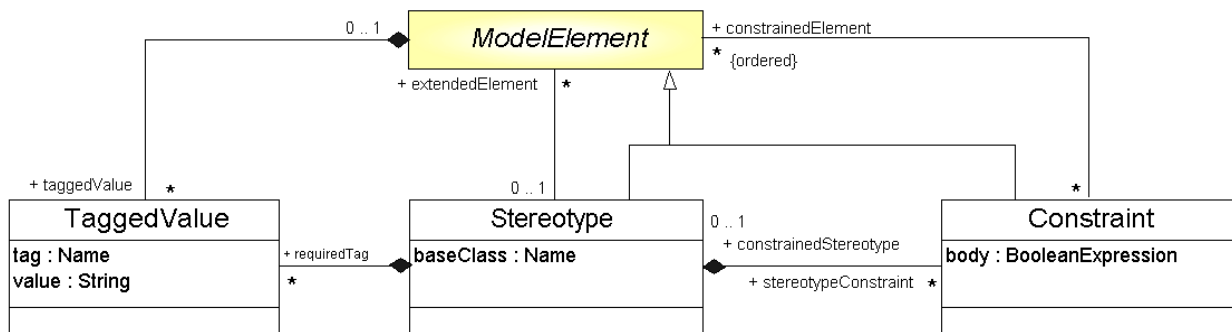 0 .. 1
ModelElement
+ constrainedElement
*
{ordered}
+ extendedElement
*
+ taggedValue
*
0 .. 1
*
TaggedValue
Stereotype
0 .. 1
Constraint
tag : Name
value : String
+ requiredTag
*
baseClass : Name
+ constrainedStereotype
body : BooleanExpression
+ stereotypeConstraint
*